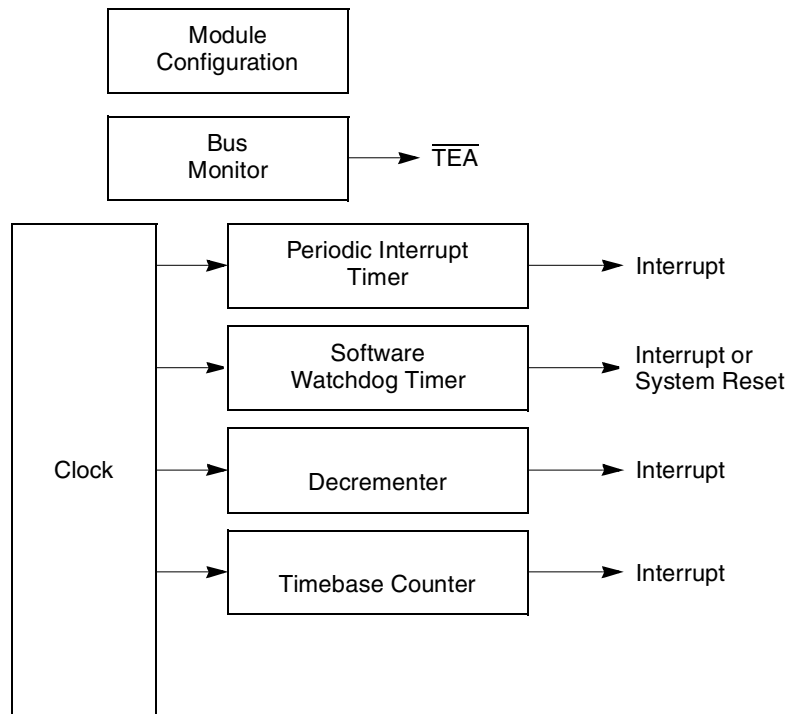 Module
Configuration
Bus
Monitor
T̅E̅A̅
Clock
Periodic Interrupt
Timer
Interrupt
Software
Watchdog Timer
Interrupt or
System Reset
Decrementer
Interrupt
Timebase Counter
Interrupt